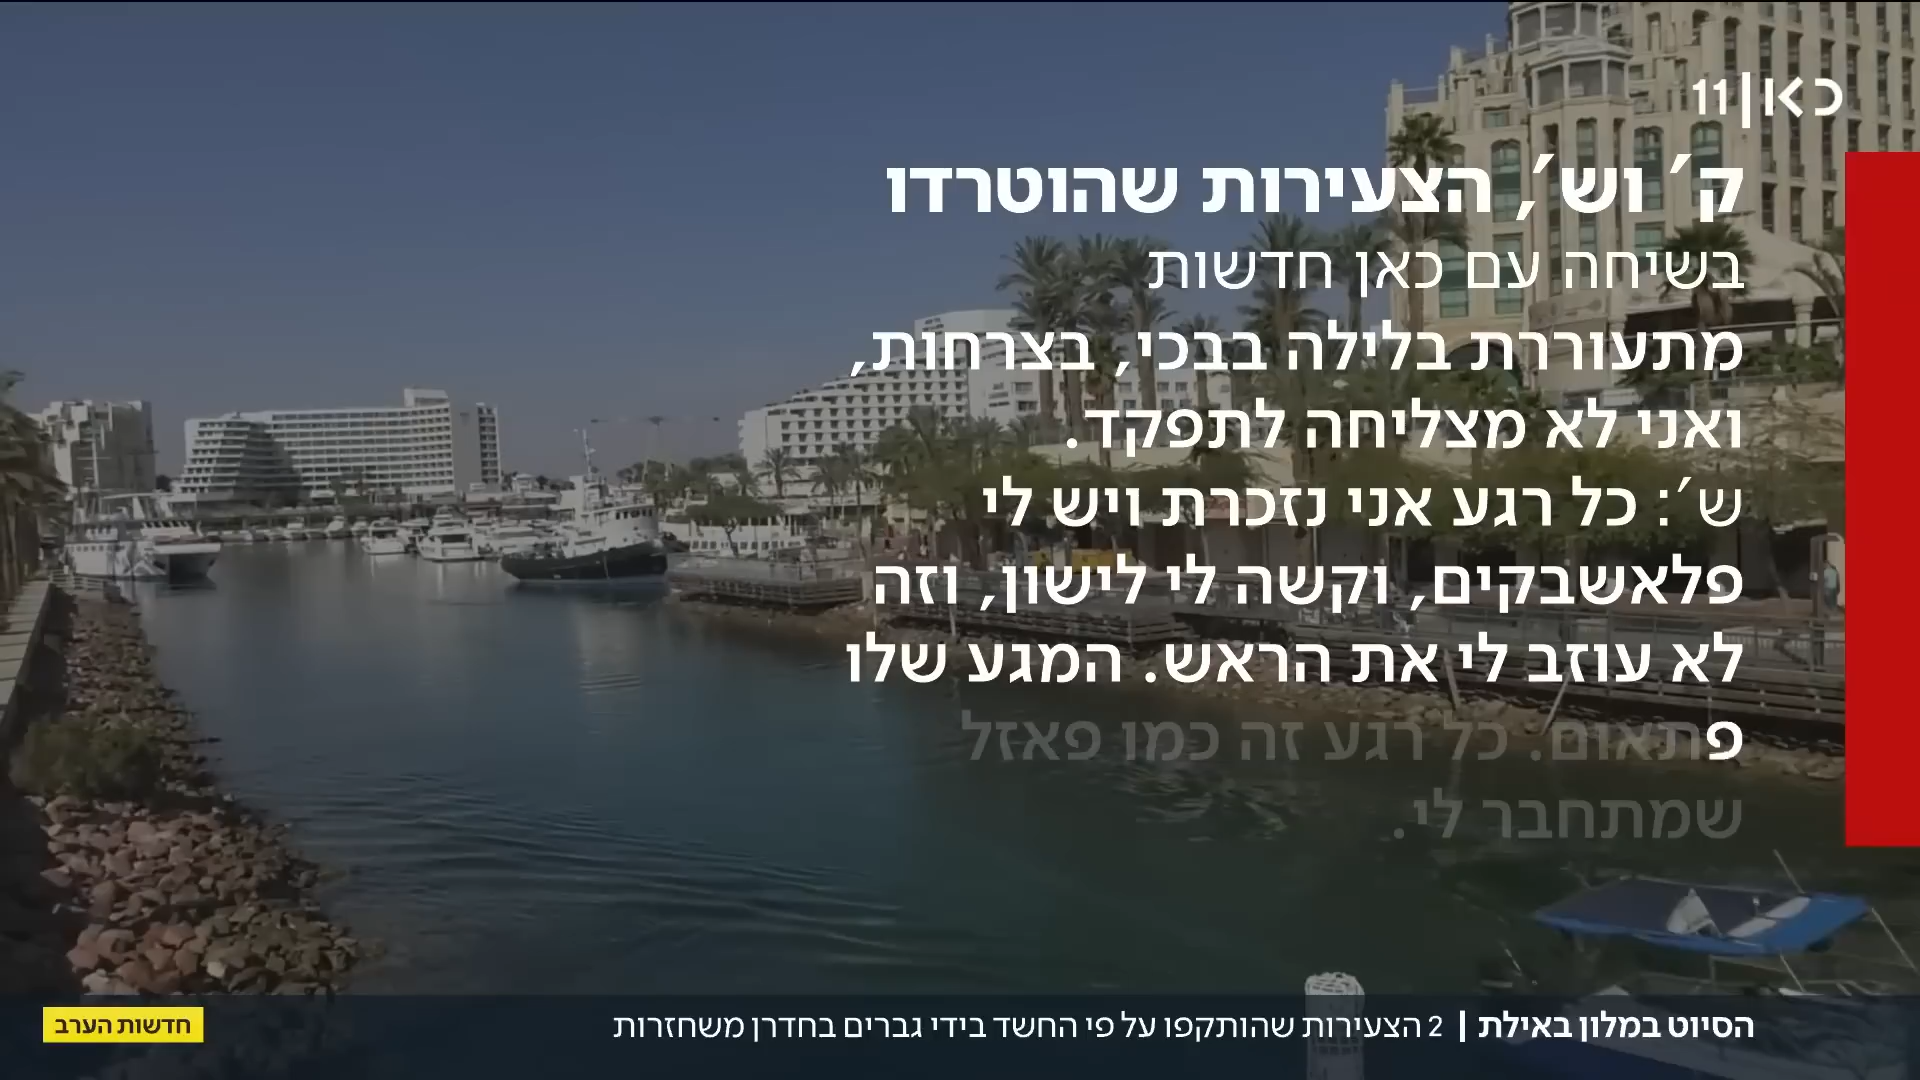 כאן|11
ק' וש', הצעירות שהוטרדו
בשיחה עם כאן חדשות
מתעוררת בלילה בבכי, בצרחות,
ואני לא מצליחה לתפקד.
ש': כל רגע אני נזכרת ויש לי
פלאשבקים, וקשה לי לישון, וזה
לא עוזב לי את הראש. המגע שלו
פתאום. כל רגע זה כמו פאזל
שמתחבר לי.
הסיוט במלון באילת | 2 הצעירות שהותקפו על פי החשד בידי גברים בחדרן משחזרות
חדשות הערב